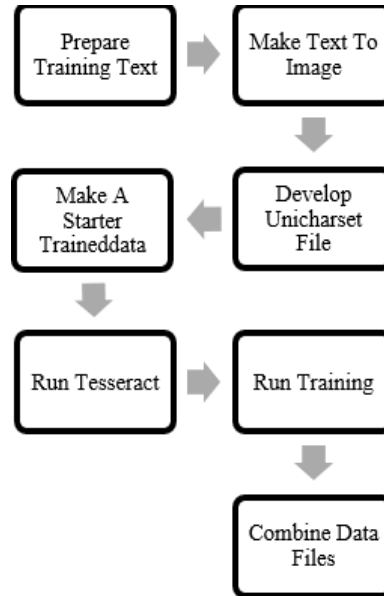 Prepare
Training Text
Make Text To
Image
Develop
Unicharset
File
Make A
Starter
Traineddata
Run Tesseract
Run Training
Combine Data
Files